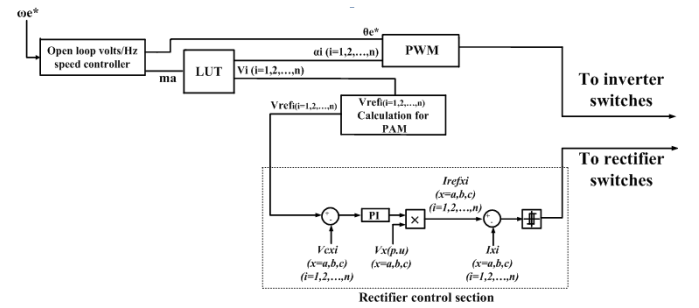 ωe*
Open loop volts/Hz
speed controller
ma
LUT
θe*
αi (i=1,2,...,n)
Vi (i=1,2,...,n)
PWM
To inverter
switches
Vrefi(i=1,2,...,n)
Vrefi(i=1,2,...,n)
Calculation for
PAM
To rectifier
switches
Irefxi
(x=a,b,c)
(i=1,2,...,n)
+
-
PI
×
+
-
Vcxi
(x=a,b,c)
(i=1,2,...,n)
Vx(p.u)
(x=a,b,c)
Ixi
(x=a,b,c)
(i=1,2,...,n)
Rectifier control section